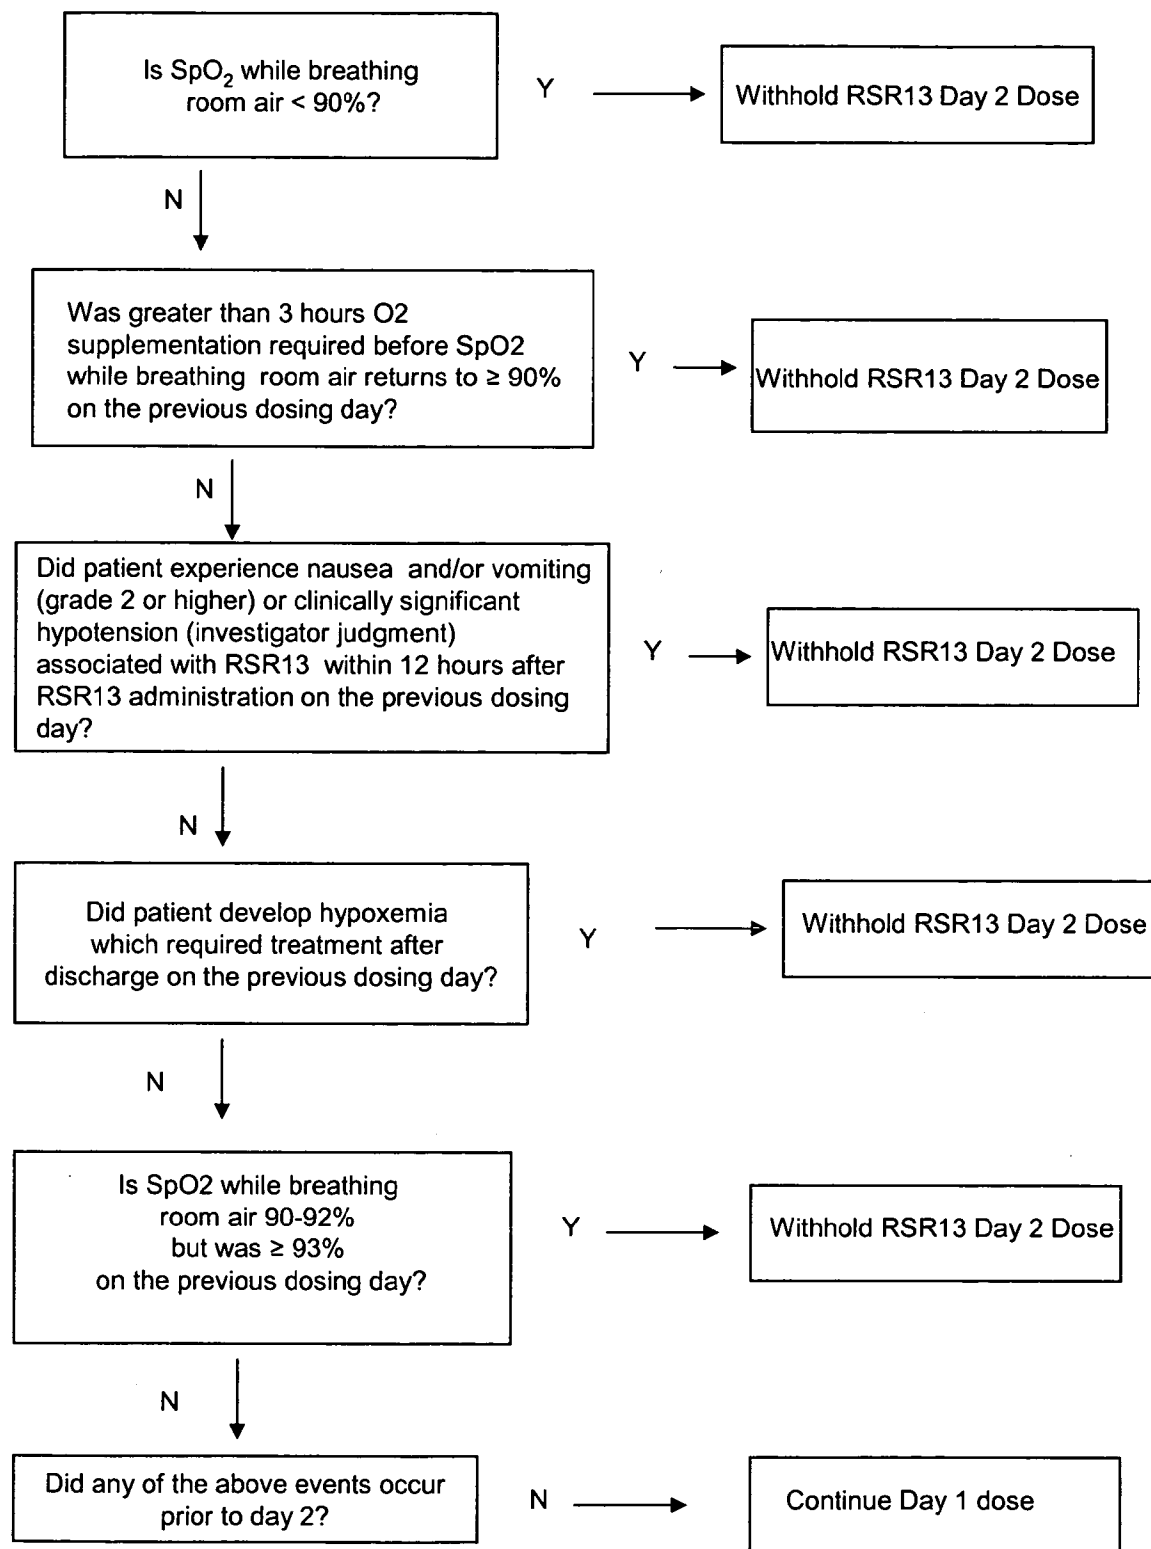 Is SpO₂ while breathing
room air < 90%?
Y
Withhold RSR13 Day 2 Dose
N
Was greater than 3 hours O2
supplementation required before SpO2
while breathing room air returns to ≥ 90%
on the previous dosing day?
Y
Withhold RSR13 Day 2 Dose
N
Did patient experience nausea and/or vomiting
(grade 2 or higher) or clinically significant
hypotension (investigator judgment)
associated with RSR13 within 12 hours after
RSR13 administration on the previous dosing
day?
Y
Withhold RSR13 Day 2 Dose
N
Did patient develop hypoxemia
which required treatment after
discharge on the previous dosing day?
Y
Withhold RSR13 Day 2 Dose
N
Is SpO2 while breathing
room air 90-92%
but was ≥ 93%
on the previous dosing day?
Y
Withhold RSR13 Day 2 Dose
N
Did any of the above events occur
prior to day 2?
N
Continue Day 1 dose